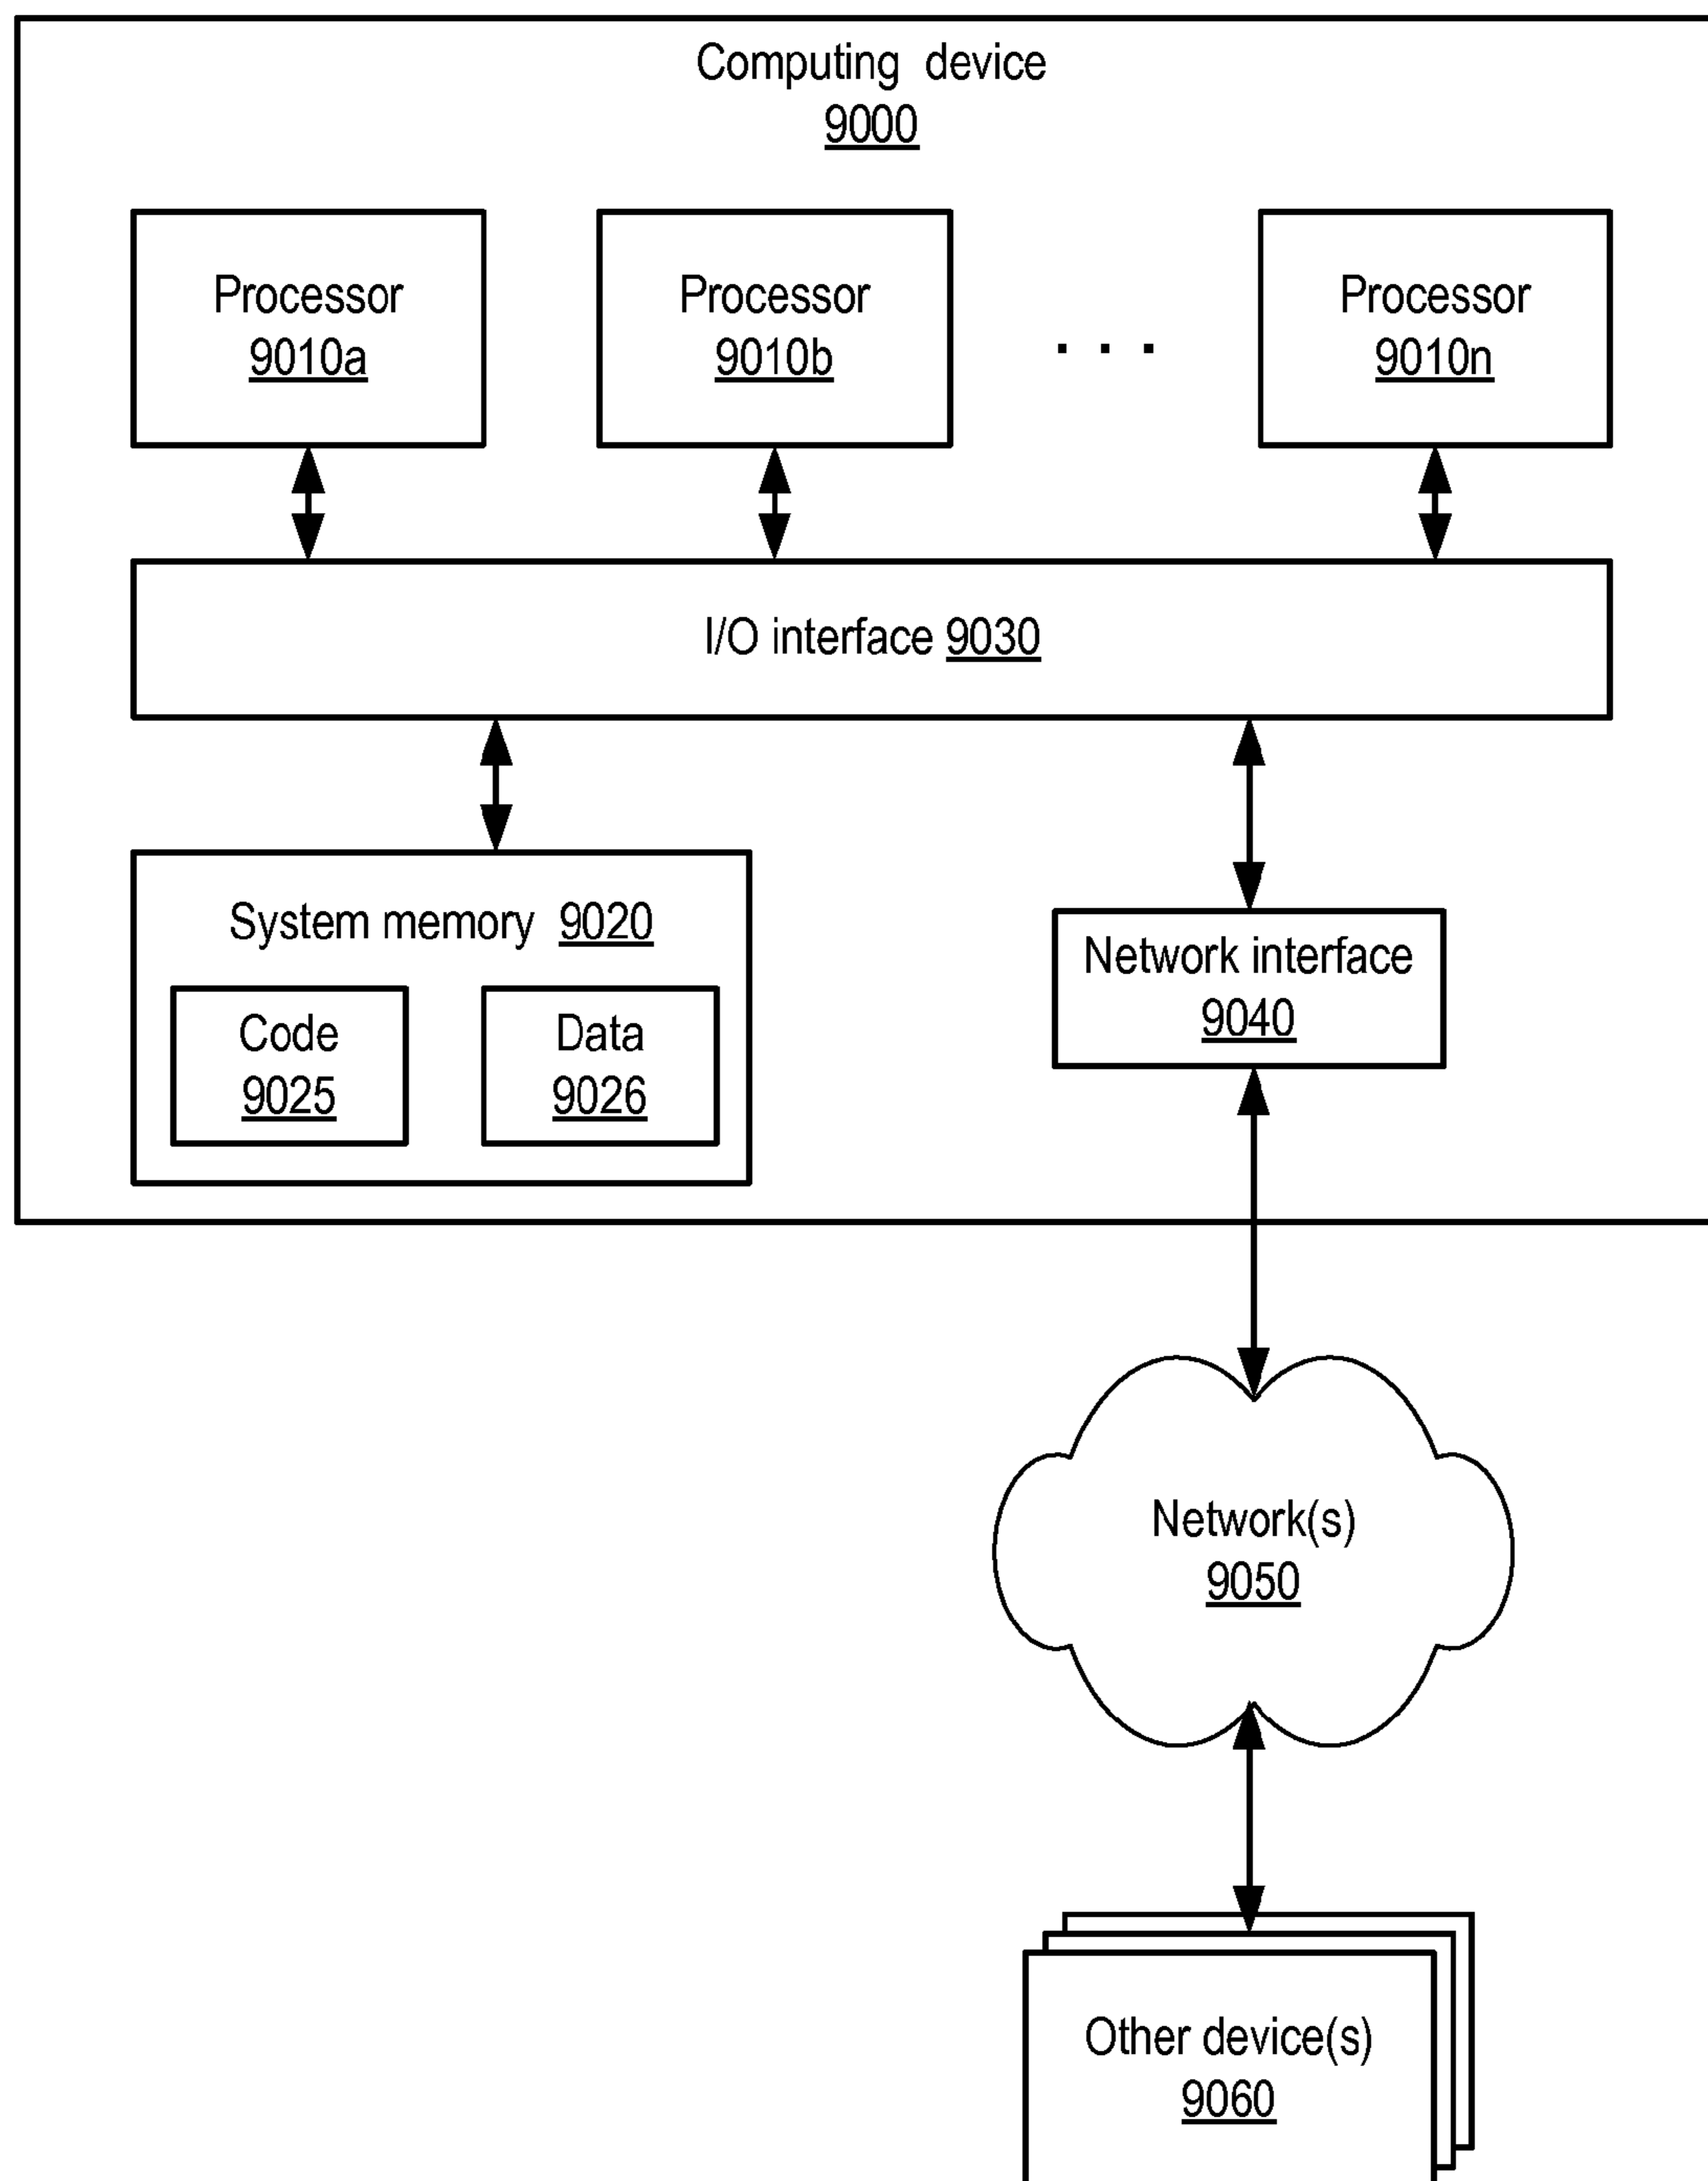 Computing device
9000
Processor
9010a
Processor
9010b
. . .
Processor
9010n
I/O interface 9030
System memory 9020
Code
9025
Data
9026
Network interface
9040
Network(s)
9050
Other device(s)
9060